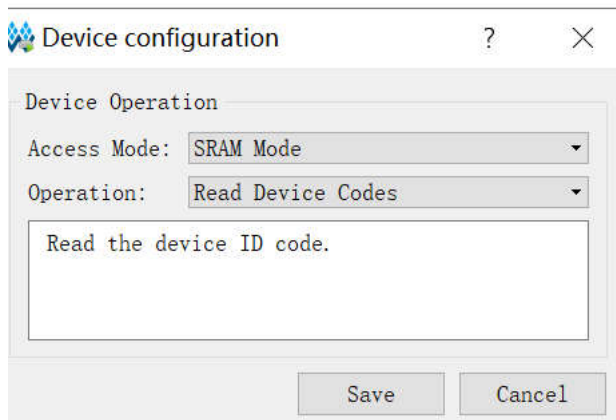 Device configuration
?
Device Operation
Access Mode: SRAM Mode
Operation: Read Device Codes
Read the device ID code.
Save Cancel